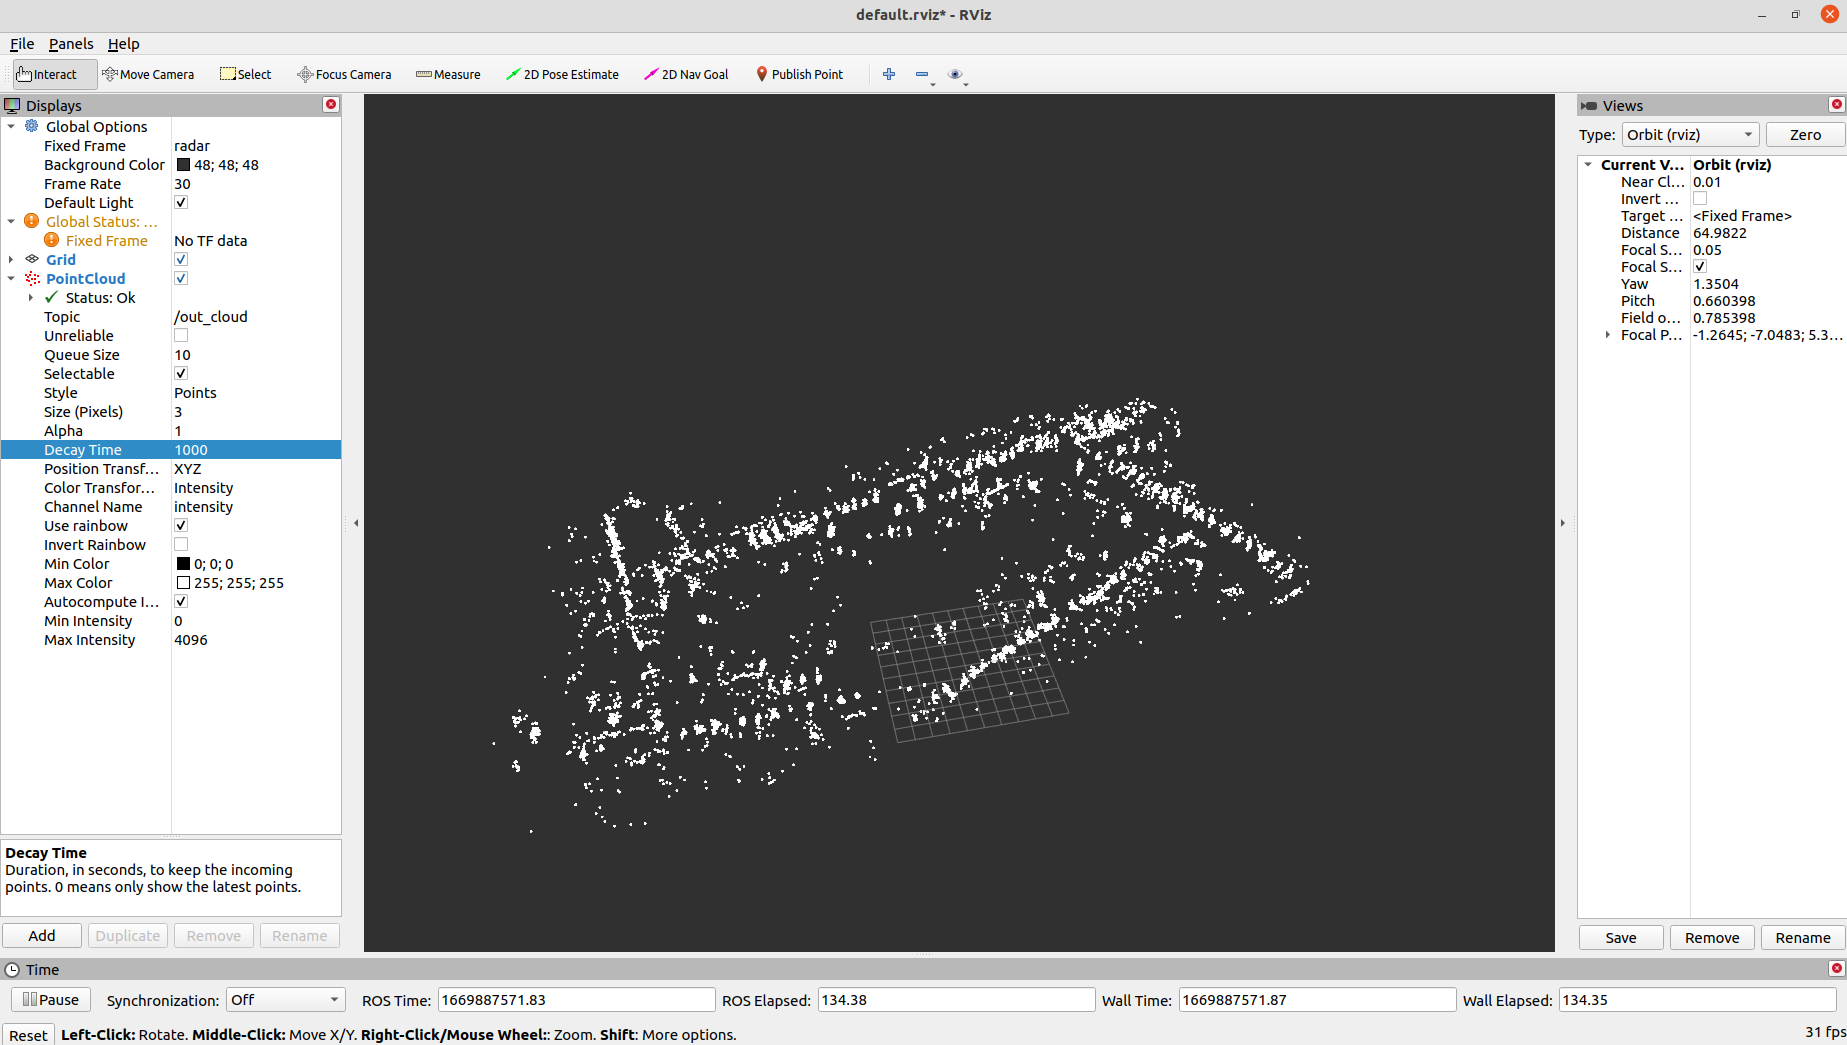 default.rviz* - RViz
File Panels Help
Interact Move Camera Select Focus Camera Measure 2D Pose Estimate 2D Nav Goal Publish Point
Displays
Global Options
Fixed Frame radar
Background Color 48; 48; 48
Frame Rate 30
Default Light
Global Status: ...
Fixed Frame No TF data
Grid
PointCloud
Status: Ok
Topic /out_cloud
Unreliable
Queue Size 10
Selectable
Style Points
Size (Pixels) 3
Alpha 1
Decay Time 1000
Position Transf... XYZ
Color Transfor... Intensity
Channel Name intensity
Use rainbow
Invert Rainbow
Min Color 0; 0; 0
Max Color 255; 255; 255
Autocompute I...
Min Intensity 0
Max Intensity 4096
Decay Time
Duration, in seconds, to keep the incoming
points. 0 means only show the latest points.
Add Duplicate Remove Rename
Views
Type: Orbit (rviz) Zero
Current V... Orbit (rviz)
Near Cl... 0.01
Invert ...
Target ... <Fixed Frame>
Distance 64.9822
Focal S... 0.05
Focal S...
Yaw 1.3504
Pitch 0.660398
Field o... 0.785398
Focal P... -1.2645; -7.0483; 5.3...
Save Remove Rename
Time
Pause Synchronization: Off ROS Time: 1669887571.83 ROS Elapsed: 134.38 Wall Time: 1669887571.87 Wall Elapsed: 134.35
Reset Left-Click: Rotate. Middle-Click: Move X/Y. Right-Click/Mouse Wheel:: Zoom. Shift: More options. 31 fps